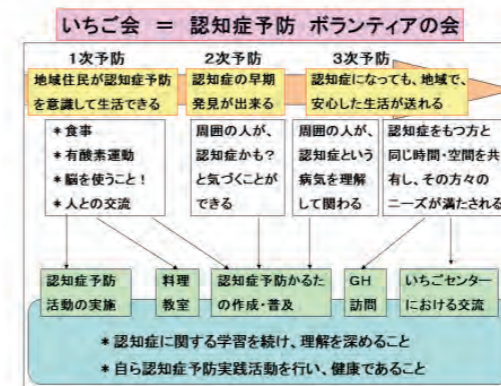 いちご会 = 認知症予防 ボランティアの会
1次予防
2次予防
3次予防
地域住民が認知症予防
を意識して生活できる
認知症の早期
発見が出来る
認知症になっても、地域で、
安心した生活が送れる
*食事
*有酸素運動
*脳を使うこと！
*人との交流
周囲の人が、
認知症かも？
と気づくことが
できる
周囲の人が、
認知症という
病気を理解
して関わる
認知症をもつ方と
同じ時間・空間を共
有し、その方々の
ニーズが満たされる
認知症予防
活動の実施
料理
教室
認知症予防かるた
の作成・普及
GH
訪問
いちごセンター
における交流
*認知症に関する学習を続け、理解を深めること
*自ら認知症予防実践活動を行い、健康であること